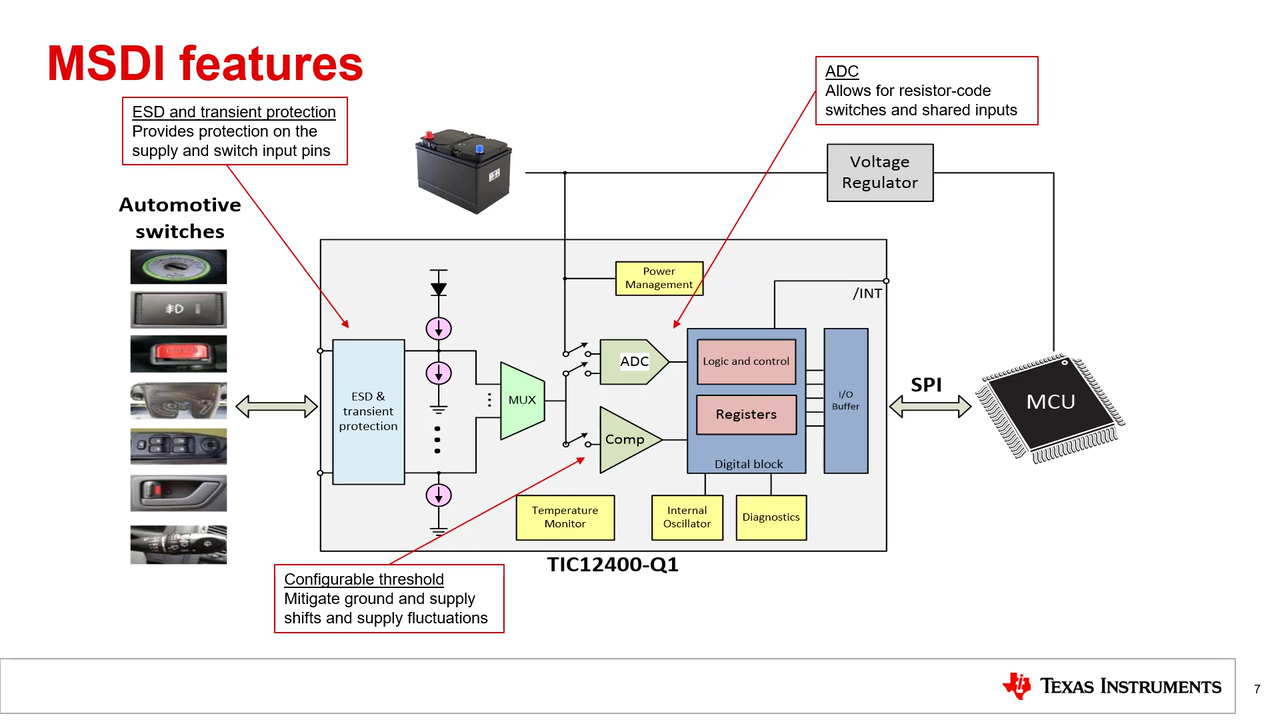 MSDI features
ESD and transient protection
Provides protection on the
supply and switch input pins
ADC
Allows for resistor-code
switches and shared inputs
Voltage
Regulator
Automotive
switches
Power
Management
/INT
ESD &
transient
protection
MUX
ADC
Comp
Logic and control
Registers
Digital block
I/O
Buffer
SPI
MCU
Temperature
Monitor
Internal
Oscillator
Diagnostics
TIC12400-Q1
Configurable threshold
Mitigate ground and supply
shifts and supply fluctuations
TEXAS INSTRUMENTS
7